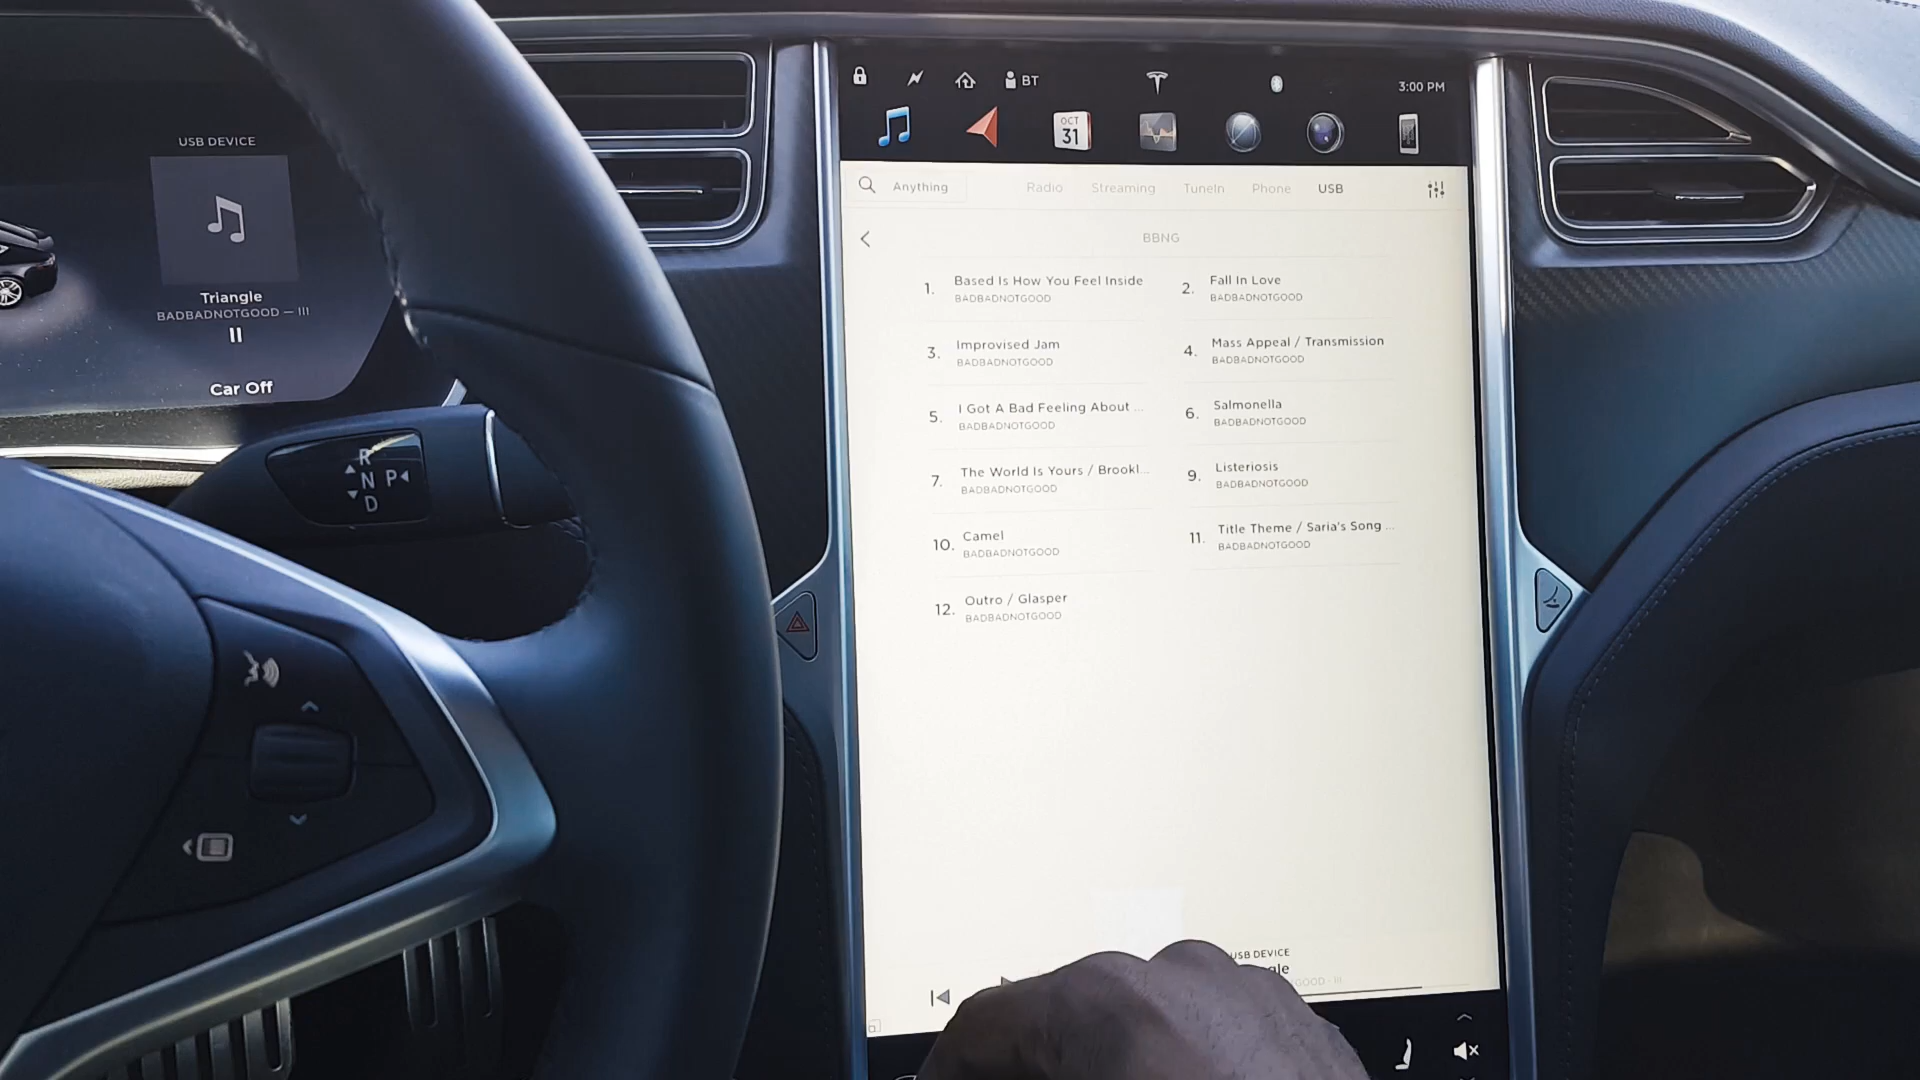 USB DEVICE
Triangle
BADBADNOTGOOD — III
Car Off
R
N P
D
BT
3:00 PM
OCT
31
Anything
Radio
Streaming
TuneIn
Phone
USB
BBNG
1. Based Is How You Feel Inside
BADBADNOTGOOD
2. Fall In Love
BADBADNOTGOOD
3. Improvised Jam
BADBADNOTGOOD
4. Mass Appeal / Transmission
BADBADNOTGOOD
5. I Got A Bad Feeling About ...
BADBADNOTGOOD
6. Salmonella
BADBADNOTGOOD
7. The World Is Yours / Brookl...
BADBADNOTGOOD
9. Listeriosis
BADBADNOTGOOD
10. Camel
BADBADNOTGOOD
11. Title Theme / Saria's Song ...
BADBADNOTGOOD
12. Outro / Glasper
BADBADNOTGOOD
USB DEVICE